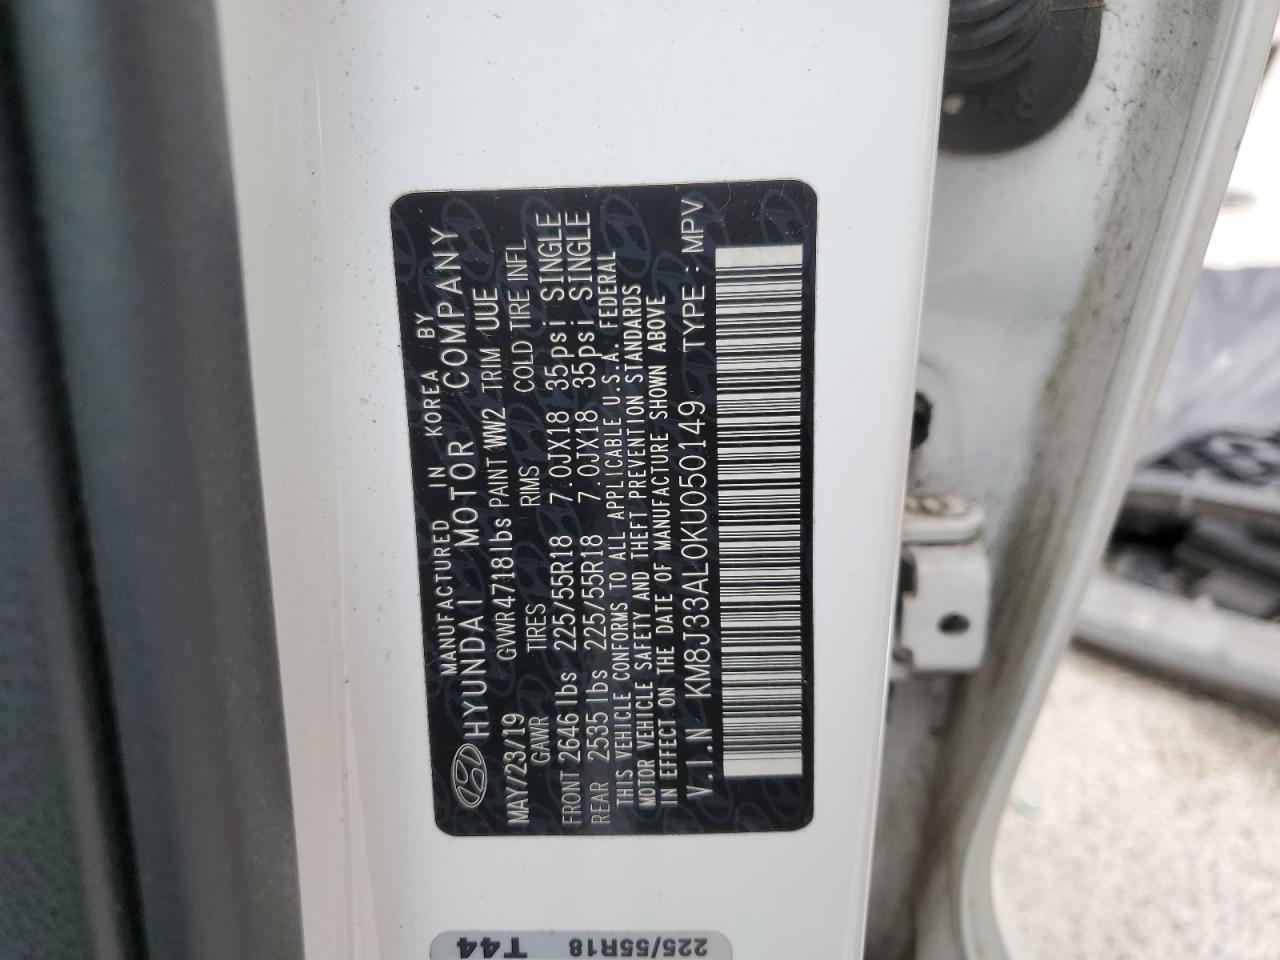 MANUFACTURED IN KOREA BY
HYUNDAI MOTOR COMPANY
MAY/23/19 GVWR4718lbs PAINT WW2 TRIM UUE
GAWR TIRES RIMS COLD TIRE INFL
FRONT 2646lbs 225/55R18 7.0JX18 35psi SINGLE
REAR 2535lbs 225/55R18 7.0JX18 35psi SINGLE
THIS VEHICLE CONFORMS TO ALL APPLICABLE U.S.A. FEDERAL
MOTOR VEHICLE SAFETY AND THEFT PREVENTION STANDARDS
IN EFFECT ON THE DATE OF MANUFACTURE SHOWN ABOVE
V.I.N KM8J33AL0KU050149 TYPE : MPV
T44
225/55R18